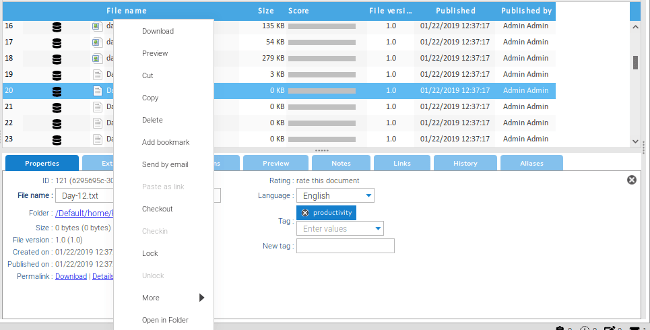 File name Size Score File versi... Published Published by
16 da 135 KB 1.0 01/22/2019 12:37:17 Admin Admin
17 da 54 KB 1.0 01/22/2019 12:37:17 Admin Admin
18 da 279 KB 1.0 01/22/2019 12:37:17 Admin Admin
19 Da 3 KB 1.0 01/22/2019 12:37:17 Admin Admin
20 Da 0 KB 1.0 01/22/2019 12:37:17 Admin Admin
21 Da 0 KB 1.0 01/22/2019 12:37:17 Admin Admin
22 Da 0 KB 1.0 01/22/2019 12:37:17 Admin Admin
23 Da 0 KB 1.0 01/22/2019 12:37:17 Admin Admin
Download
Preview
Cut
Copy
Delete
Add bookmark
Send by email
Paste as link
Checkout
Checkin
Lock
Unlock
More
Open in Folder
Properties Ext ns Preview Notes Links History Aliases
ID : 121 (6295695e-30
File name : Day-12.txt
Folder : /Default/home/
Size : 0 bytes (0 bytes)
File version : 1.0 (1.0)
Created on : 01/22/2019 12:37
Published on : 01/22/2019 12:37
Permalink : Download | Details
Rating : rate this document
Language : English
productivity
Tag :
Enter values
New tag :